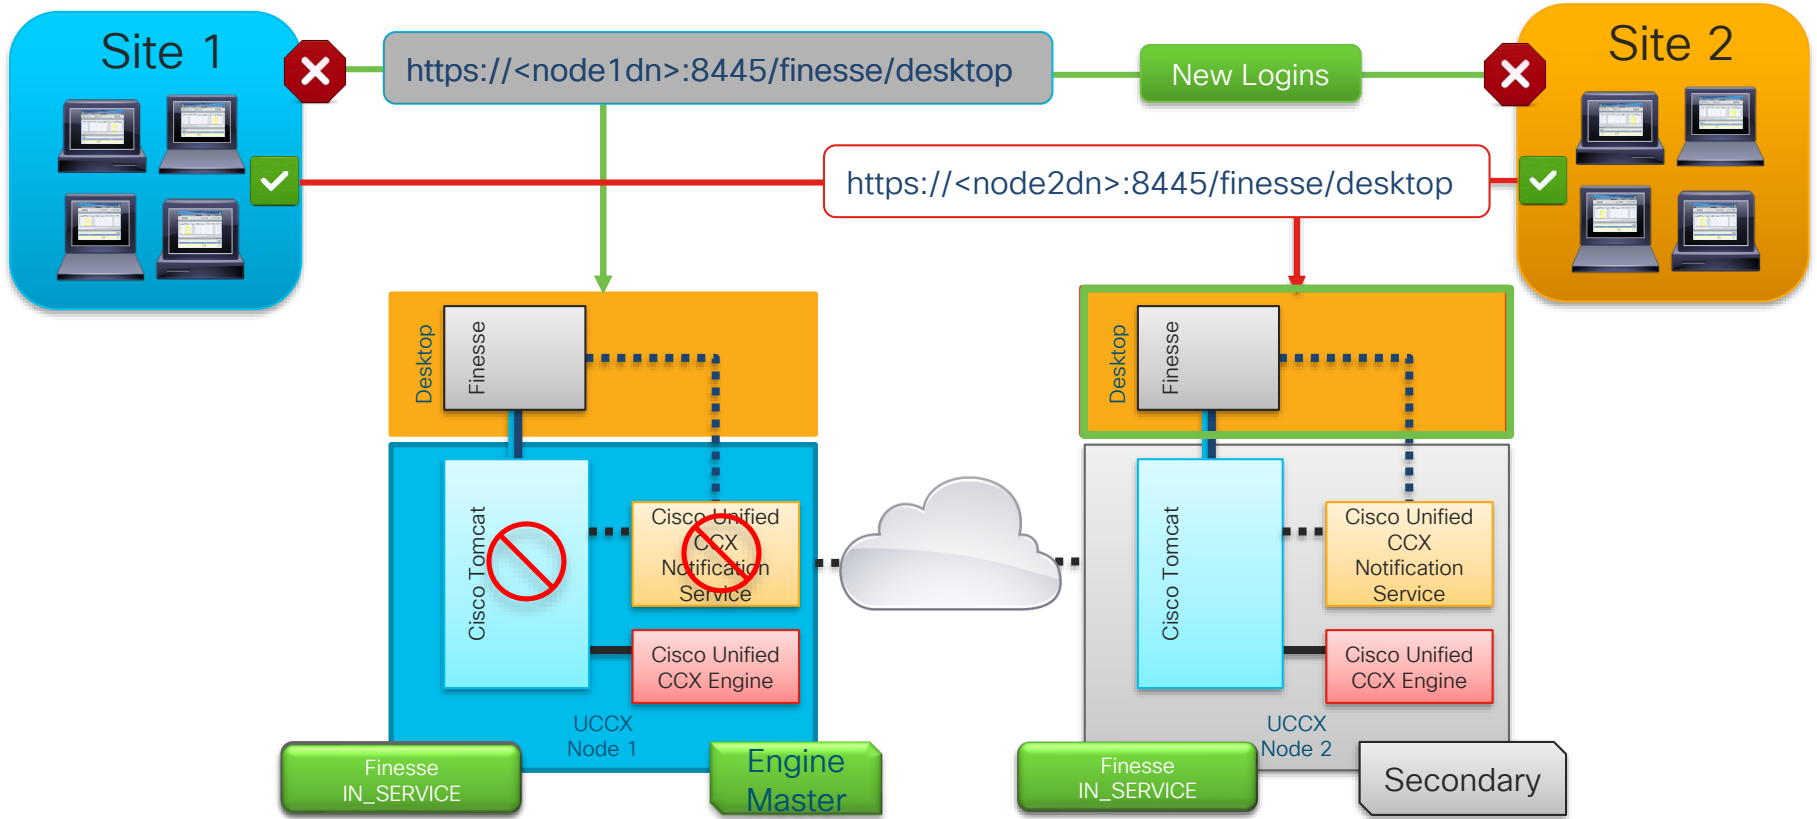 Site 1
https://<node1dn>:8445/finesse/desktop
New Logins
Site 2
https://<node2dn>:8445/finesse/desktop
Desktop
Finesse
Desktop
Finesse
Cisco Tomcat
Cisco Unified
CCX
Notification
Service
Cisco Unified
CCX Engine
UCCX
Node 1
Finesse
IN_SERVICE
Engine
Master
Cisco Tomcat
Cisco Unified
CCX
Notification
Service
Cisco Unified
CCX Engine
UCCX
Node 2
Finesse
IN_SERVICE
Secondary